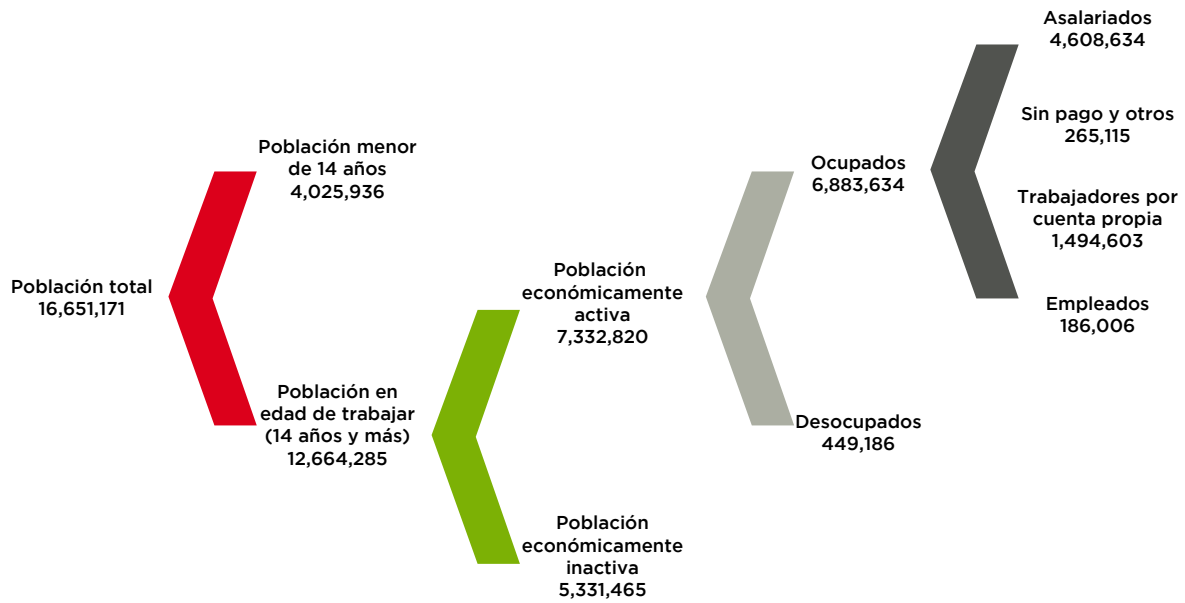 Población total
16,651,171
Población menor
de 14 años
4,025,936
Población en
edad de trabajar
(14 años y más)
12,664,285
Población
económicamente
activa
7,332,820
Población
económicamente
inactiva
5,331,465
Ocupados
6,883,634
Desocupados
449,186
Asalariados
4,608,634
Sin pago y otros
265,115
Trabajadores por
cuenta propia
1,494,603
Empleados
186,006